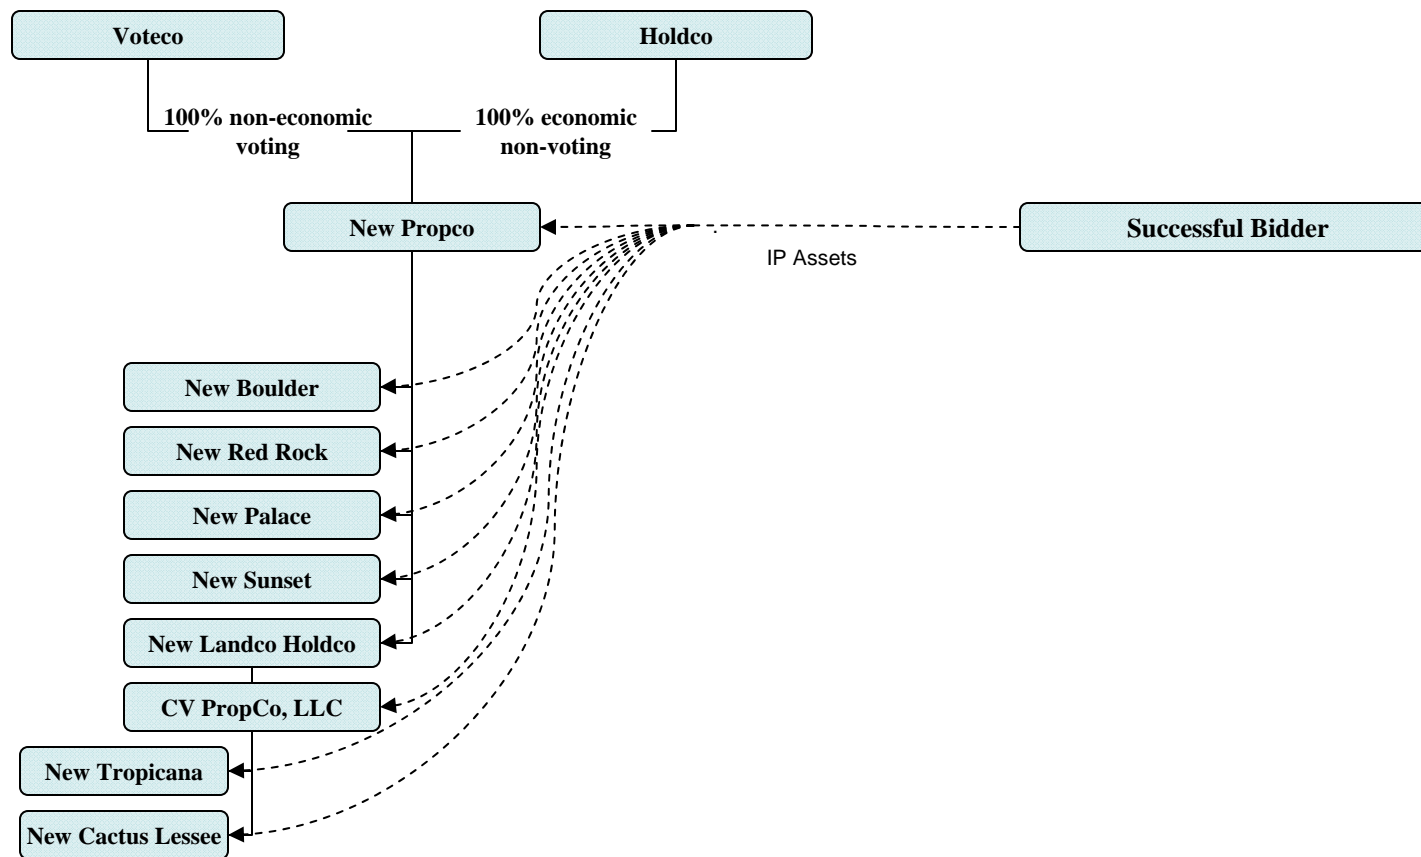 Voteco
Holdco
100% non-economic
voting
100% economic
non-voting
New Propco
Successful Bidder
IP Assets
New Boulder
New Red Rock
New Palace
New Sunset
New Landco Holdco
CV PropCo, LLC
New Tropicana
New Cactus Lessee